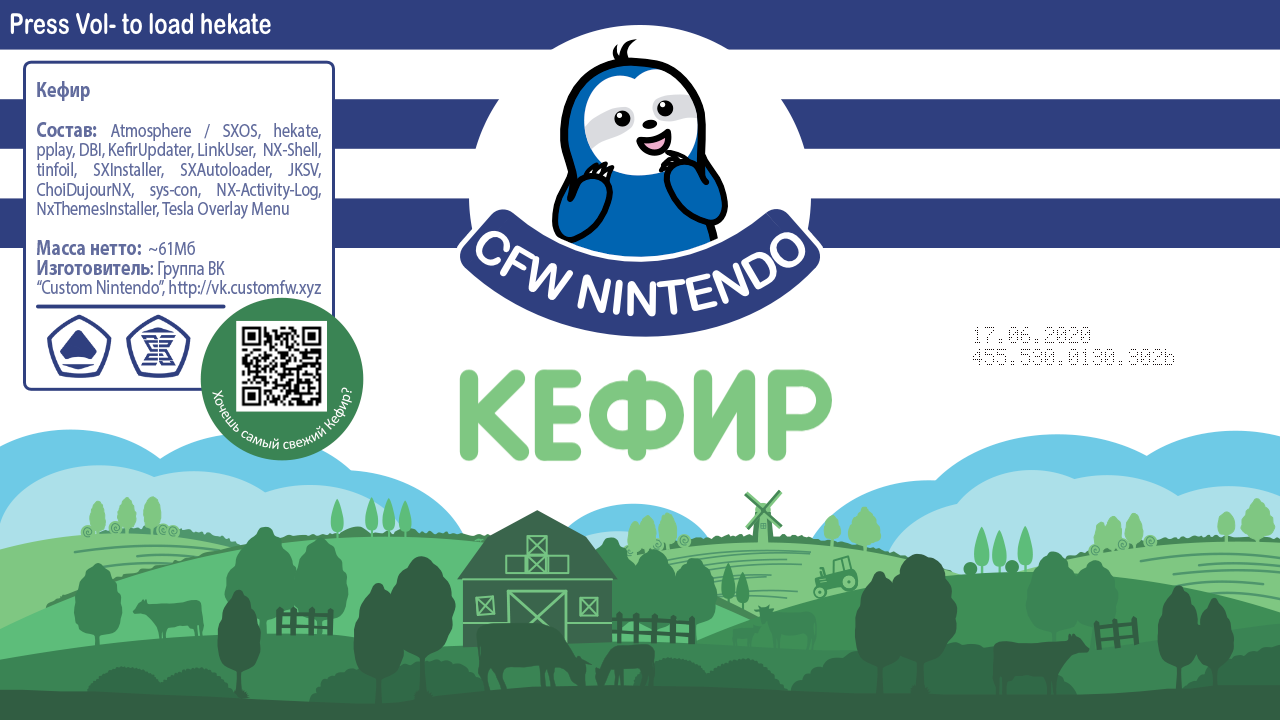 Press Vol- to load hekate
Кефир
Состав: Atmosphere / SXOS, hekate,
pplay, DBI, KefirUpdater, LinkUser, NX-Shell,
tinfoil, SXInstaller, SXAutoloader, JKSV,
ChoiDujourNX, sys-con, NX-Activity-Log,
NxThemesInstaller, Tesla Overlay Menu
Масса нетто: ~61Мб
Изготовитель: Группа ВК
“Custom Nintendo”, http://vk.customfw.xyz
Хочешь самый свежий Кефир?
CFW NINTENDO
КЕФИР
17.06.2020
455.590.0130.302b